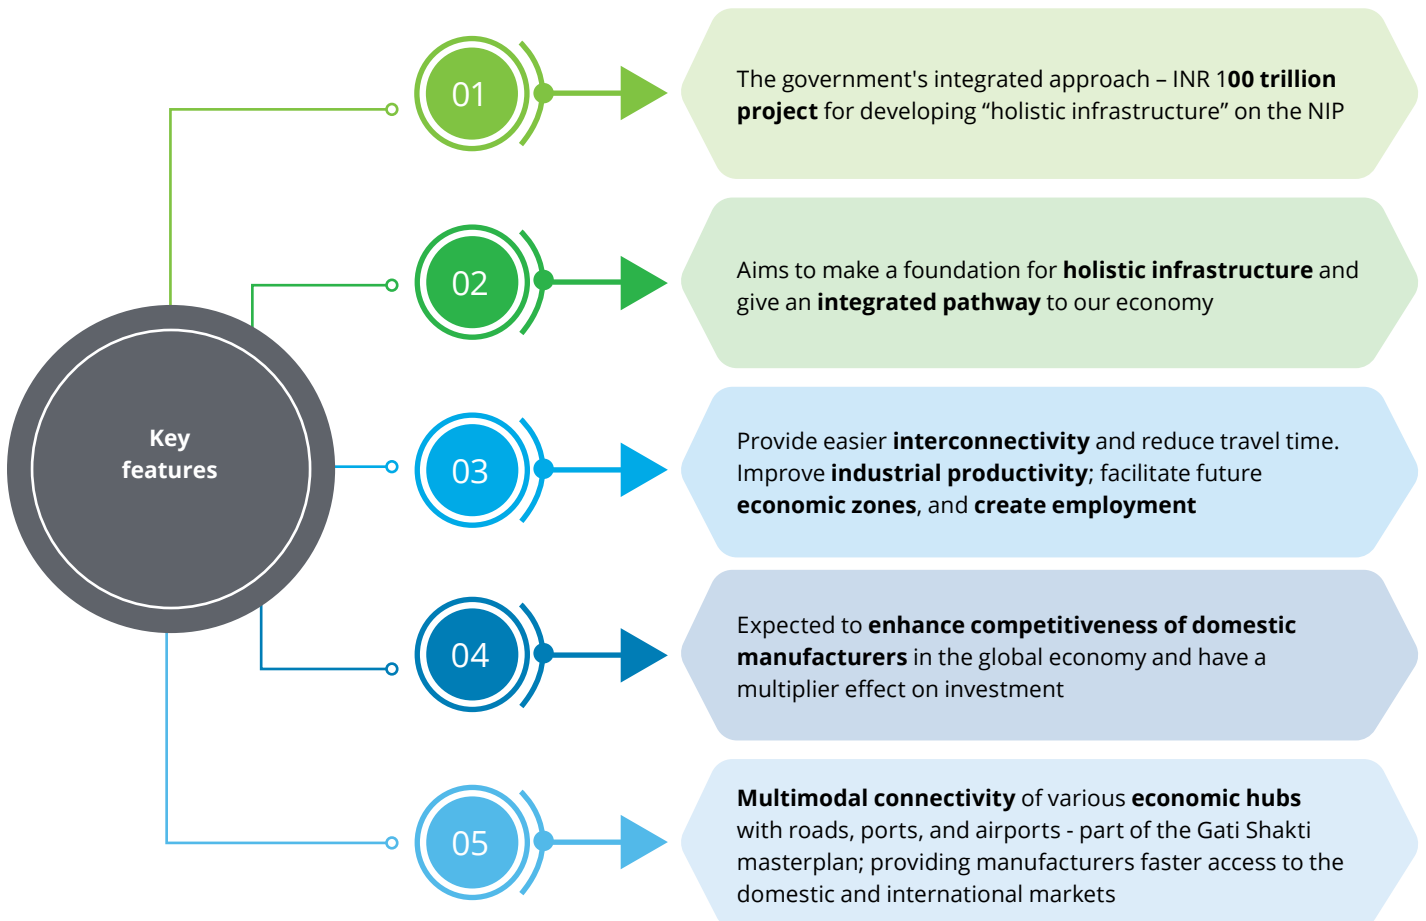 Key
features
01
The government's integrated approach – INR 100 trillion
project for developing “holistic infrastructure” on the NIP
02
Aims to make a foundation for holistic infrastructure and
give an integrated pathway to our economy
03
Provide easier interconnectivity and reduce travel time.
Improve industrial productivity; facilitate future
economic zones, and create employment
04
Expected to enhance competitiveness of domestic
manufacturers in the global economy and have a
multiplier effect on investment
05
Multimodal connectivity of various economic hubs
with roads, ports, and airports - part of the Gati Shakti
masterplan; providing manufacturers faster access to the
domestic and international markets